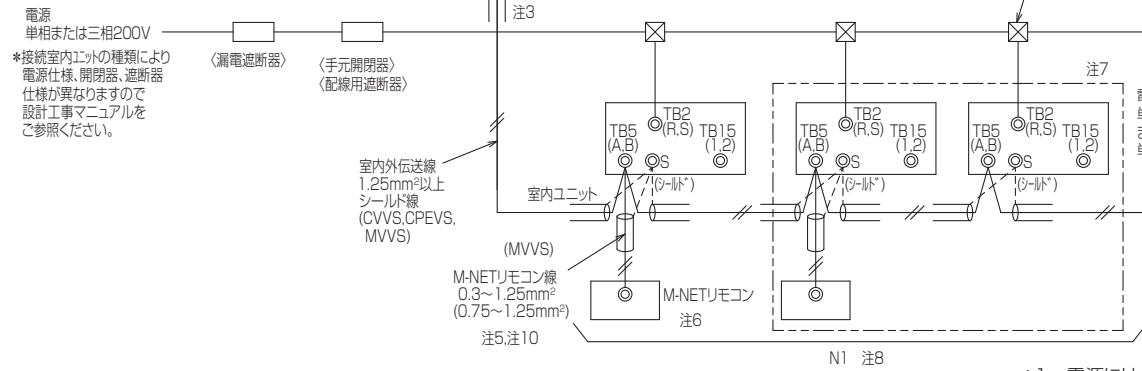 電源
単相または三相200V
*接続室内ユニットの種類により
電源仕様、開閉器、遮断器
仕様が異なりますので
設計工事マニュアルを
ご参照ください。
〈漏電遮断器〉
〈手元開閉器〉
〈配線用遮断器〉
注3
注7
TB2
(R,S)
TB5
(A,B)
TB15
(1,2)
S
(シールド)
TB2
(R,S)
TB5
(A,B)
TB15
(1,2)
S
(シールド)
TB2
(R,S)
TB5
(A,B)
TB15
(1,2)
S
(シールド)
室内外伝送線
1.25mm²以上
シールド線
(CVVS,CPEVS,
MVVS)
室内ユニット
(MVVS)
M-NETリモコン線
0.3~1.25mm²
(0.75~1.25mm²)
注5,注10
M-NETリモコン
注6
N1 注8